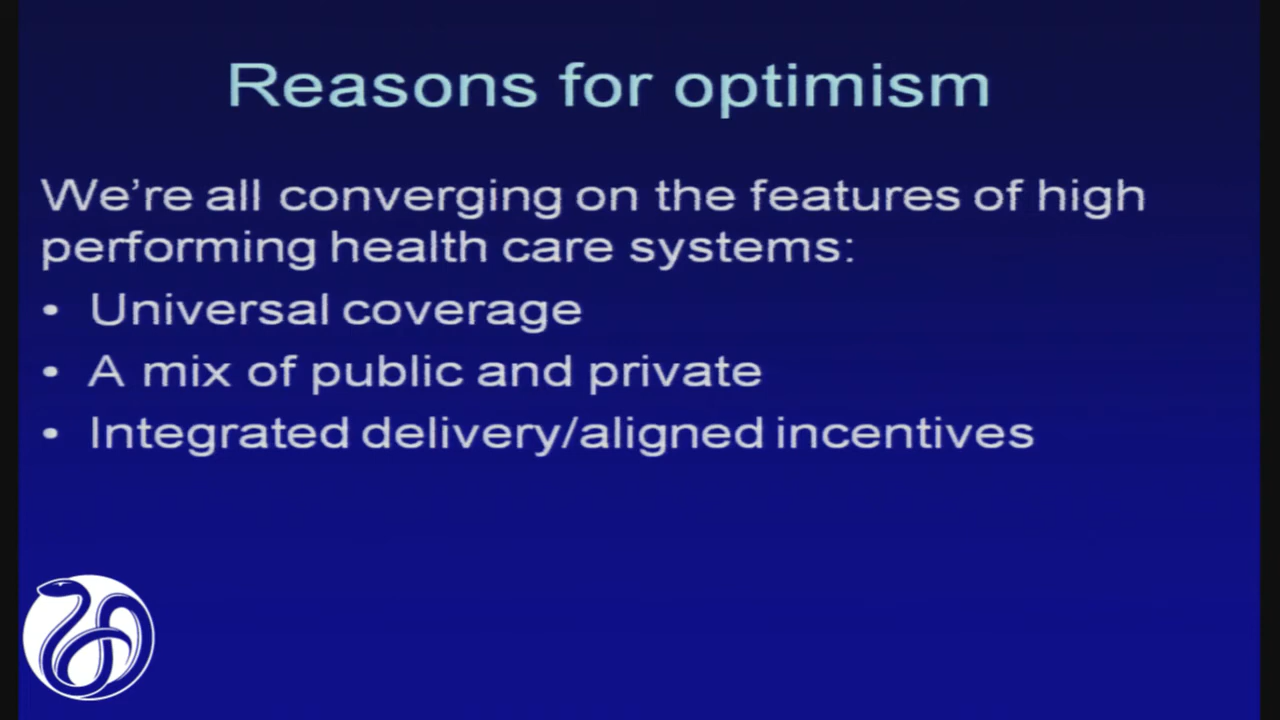 Reasons for optimism
We're all converging on the features of high
performing health care systems:
• Universal coverage
• A mix of public and private
• Integrated delivery/aligned incentives